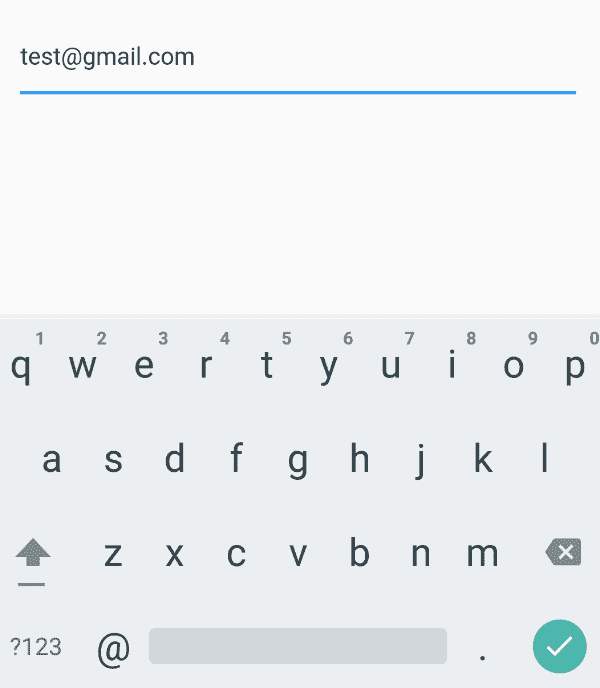 test@gmail.com
1 2 3 4 5 6 7 8 9 0
q w e r t y u i o p
a s d f g h j k l
z x c v b n m
?123 @ .